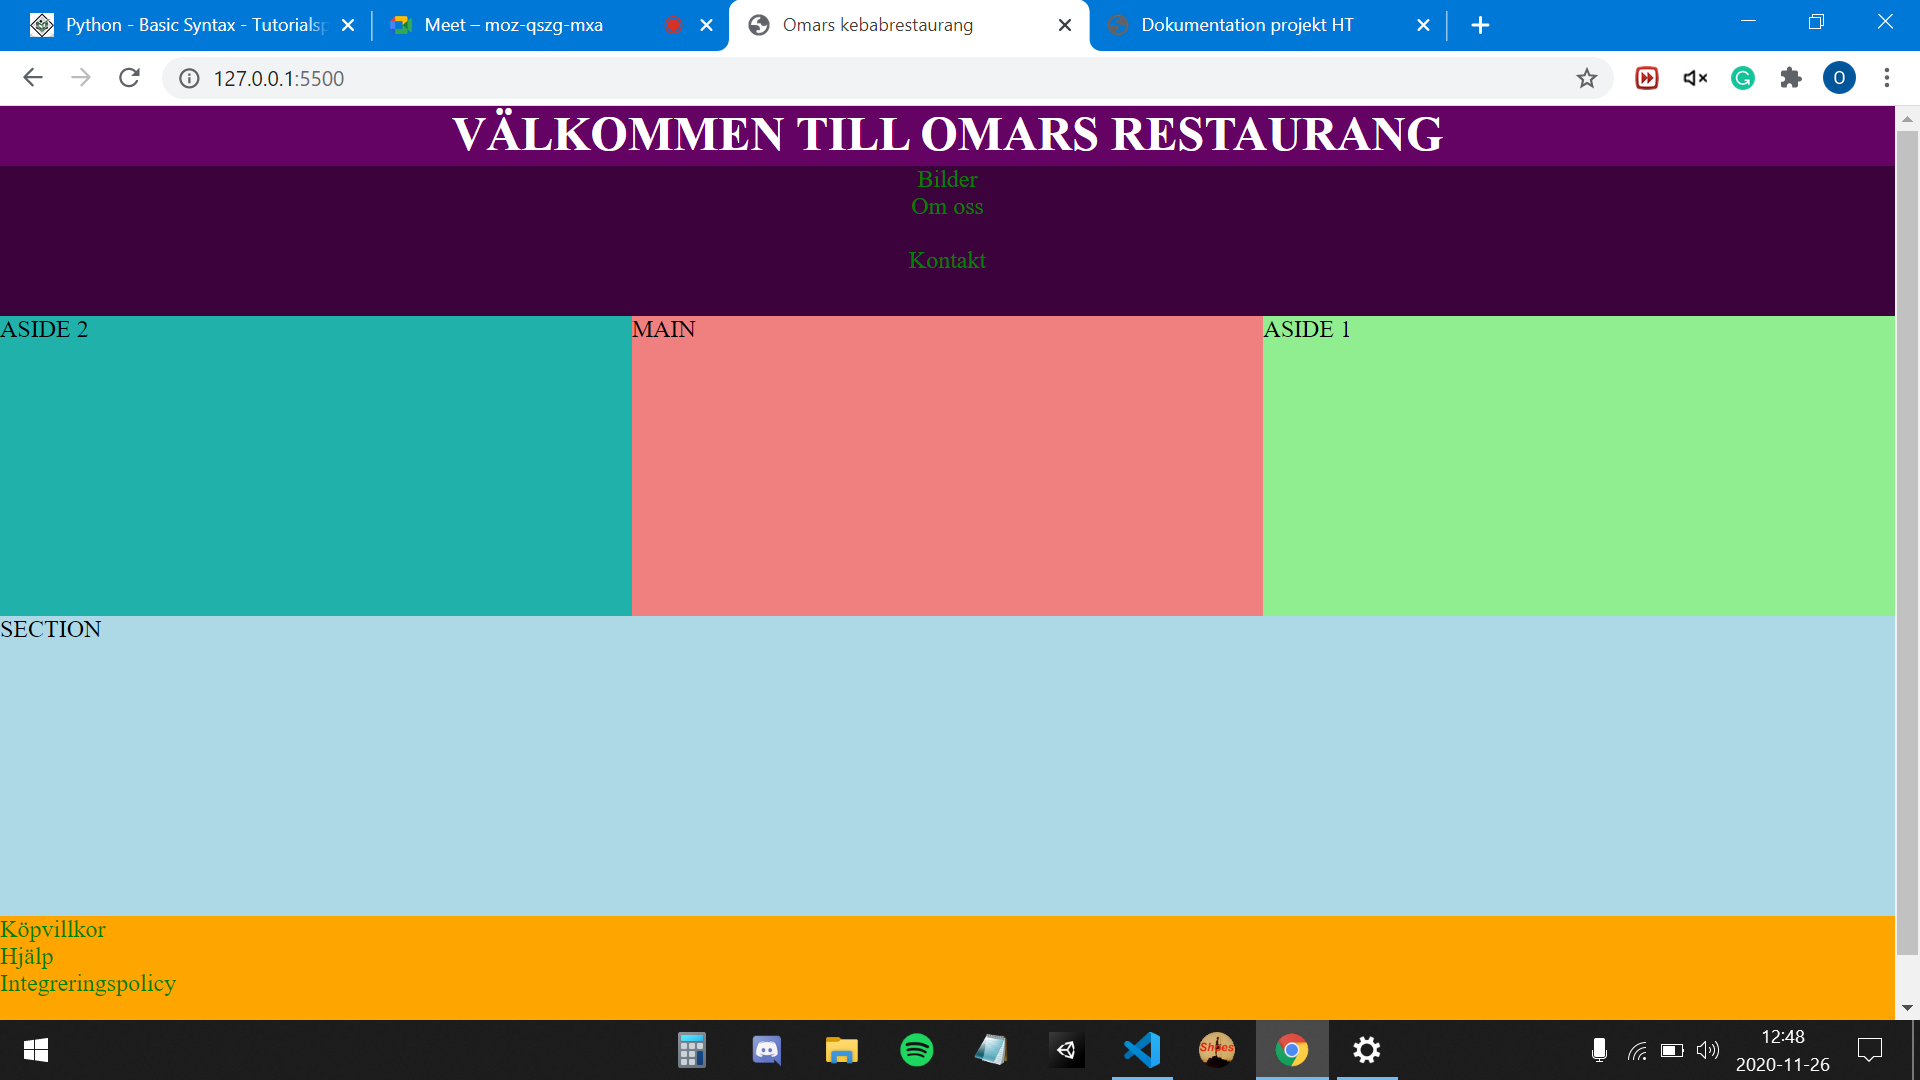 Python - Basic Syntax - Tutorials
Meet – moz-qszg-mxa
Omars kebabrestaurang
Dokumentation projekt HT
127.0.0.1:5500
O
VÄLKOMMEN TILL OMARS RESTAURANG
Bilder
Om oss
Kontakt
ASIDE 2
MAIN
ASIDE 1
SECTION
Köpvillkor
Hjälp
Integreringspolicy
Shoes
12:48
2020-11-26